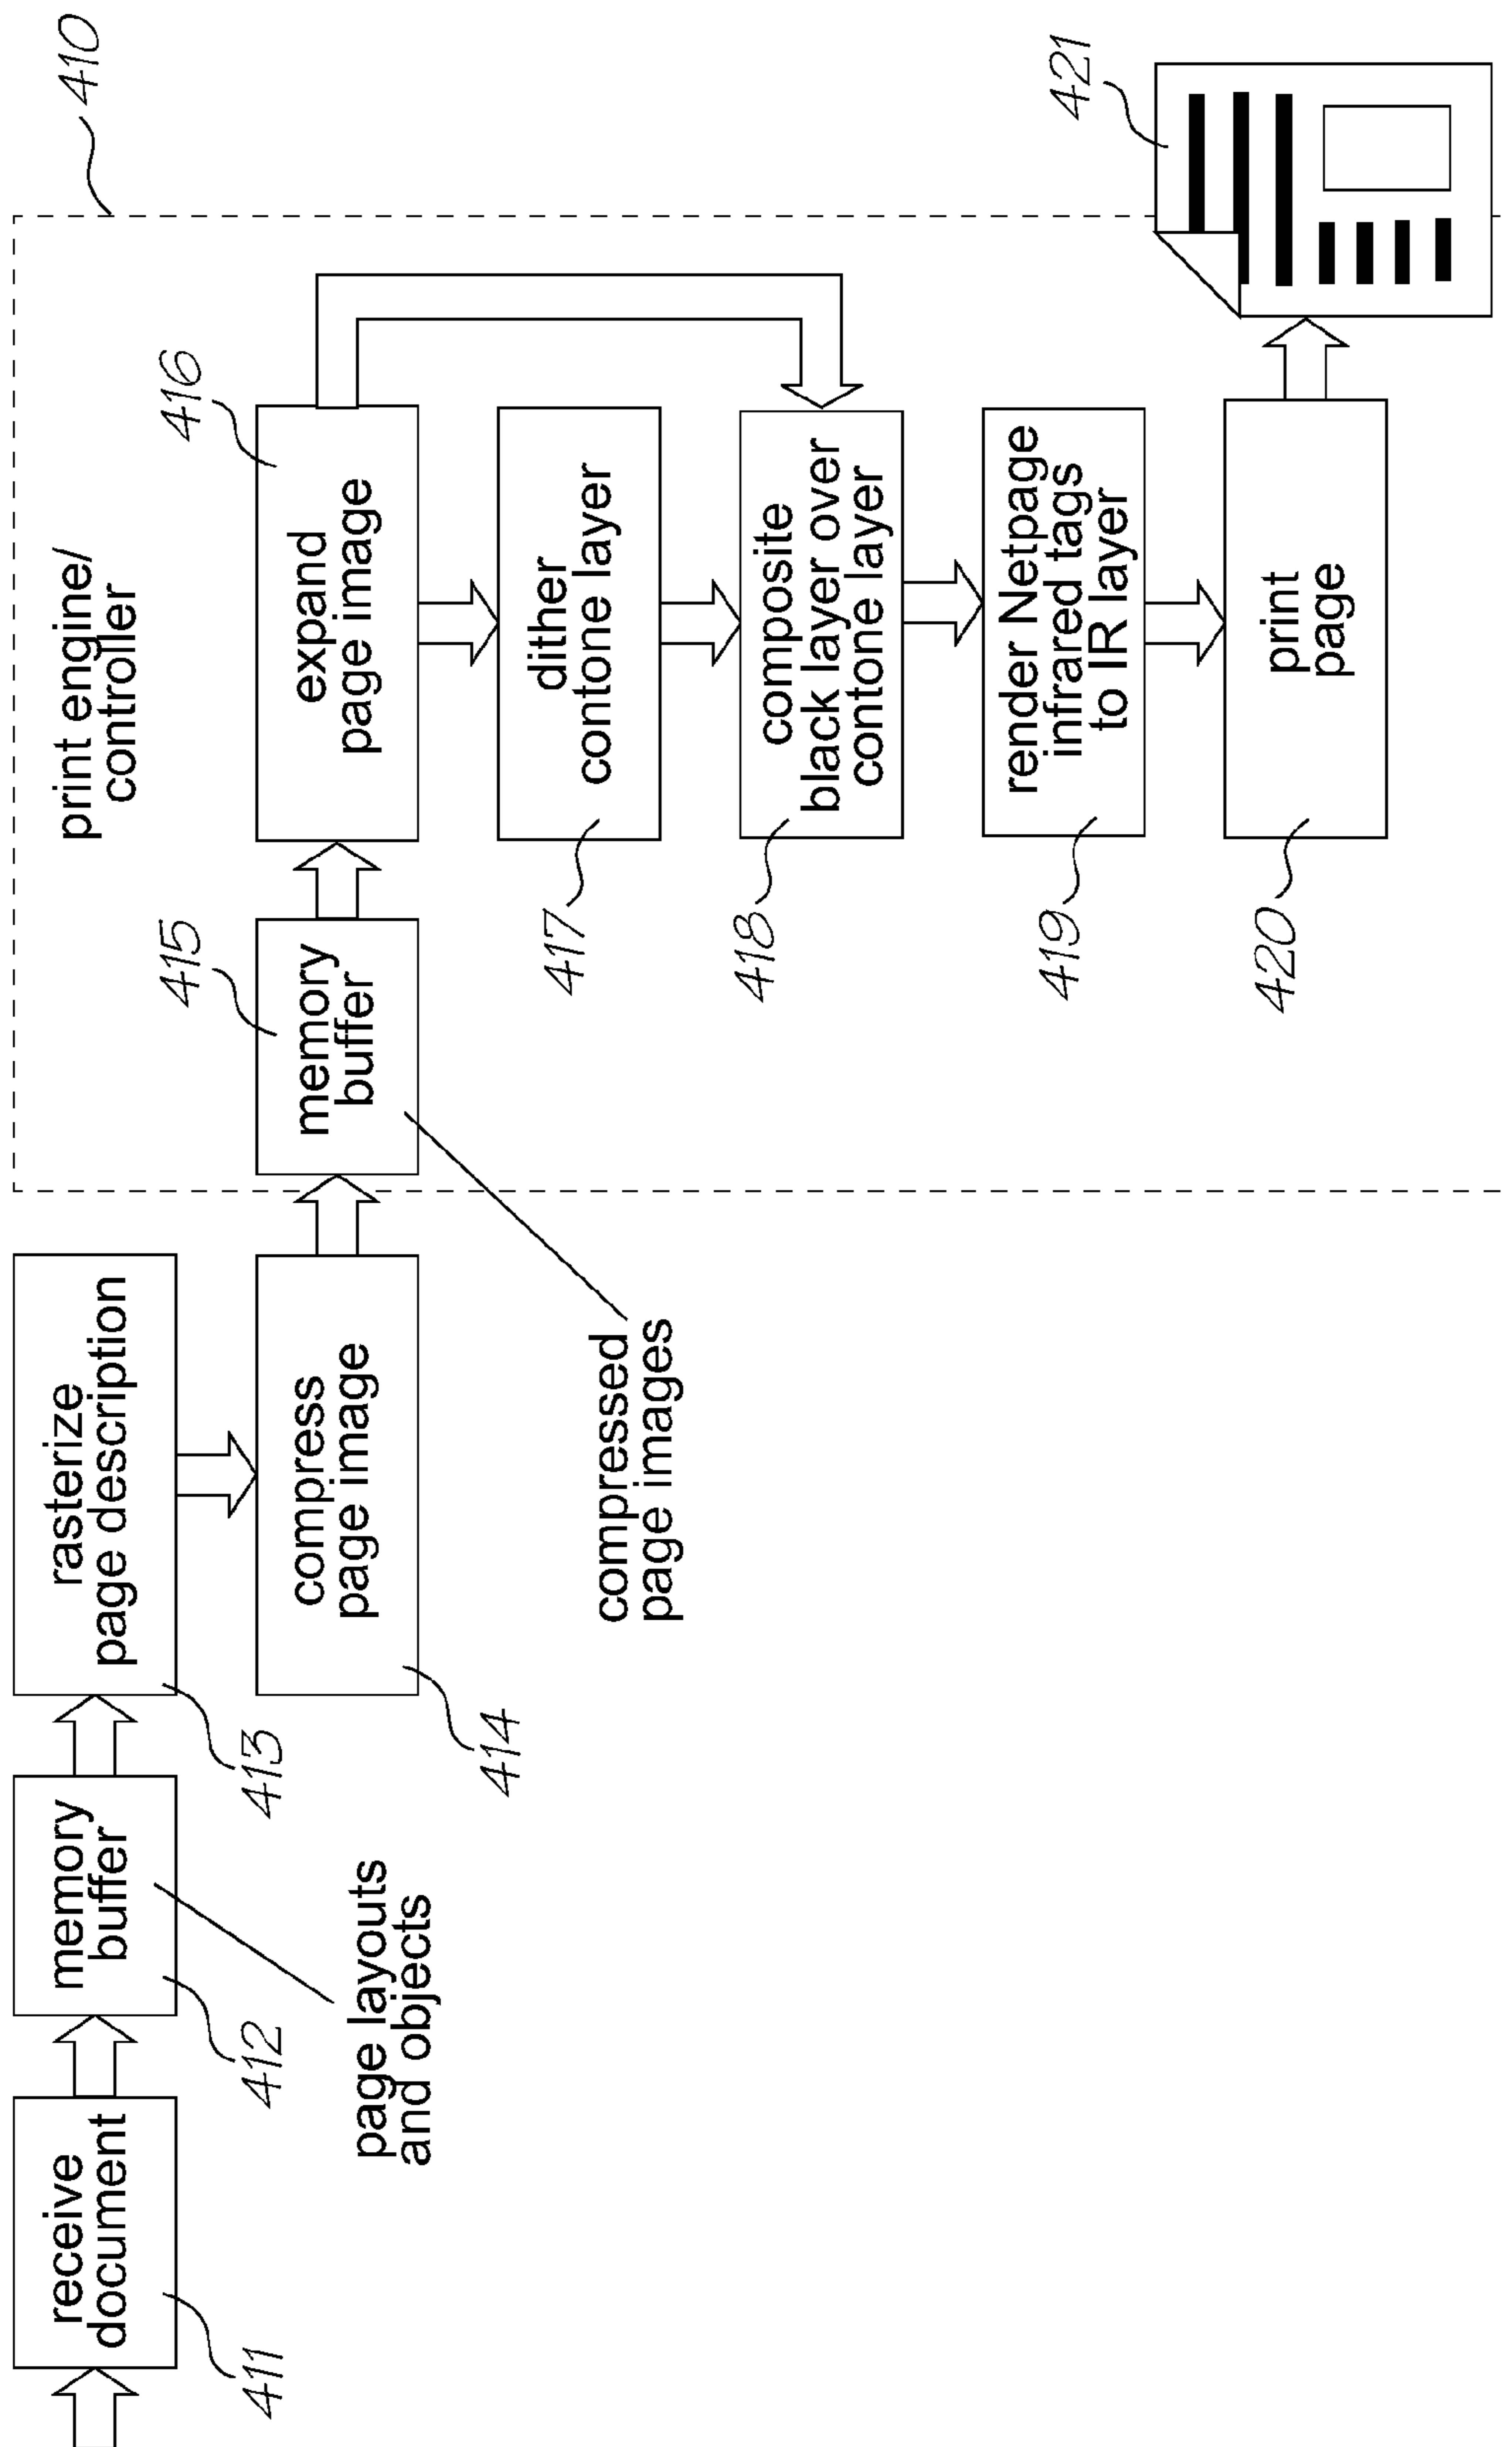 receive
document
411
memory
buffer
412
page layouts
and objects
rasterize
page description
413
compress
page image
414
compressed
page images
print engine/
controller
410
memory
buffer
415
expand
page image
416
dither
contone layer
417
composite
black layer over
contone layer
418
render Netpage
infrared tags
to IR layer
419
print
page
420
421